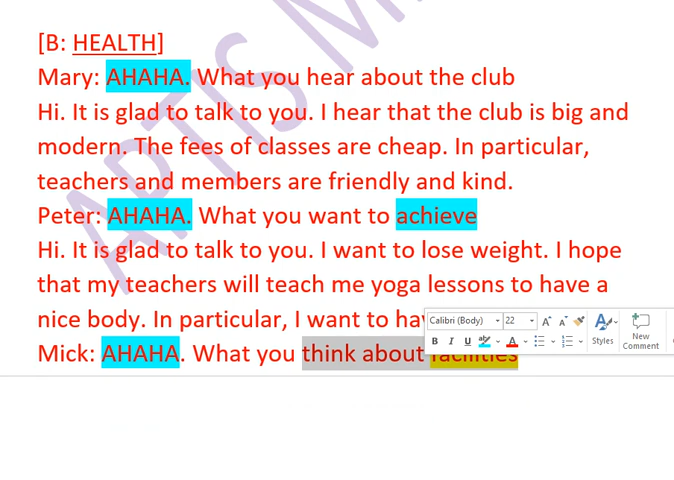 [B: HEALTH]
Mary: AHAHA. What you hear about the club
Hi. It is glad to talk to you. I hear that the club is big and
modern. The fees of classes are cheap. In particular,
teachers and members are friendly and kind.
Peter: AHAHA. What you want to achieve
Hi. It is glad to talk to you. I want to lose weight. I hope
that my teachers will teach me yoga lessons to have a
nice body. In particular, I want to
Calibri (Body) 22 A A
B I U aby A Styles New
Comment
Mick: AHAHA. What you think about facilities
ARTIS